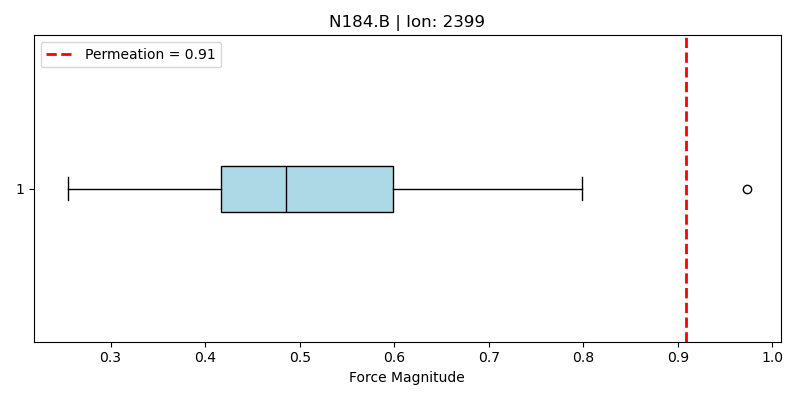 N184.B | Ion: 2399
Permeation = 0.91
1
0.3 0.4 0.5 0.6 0.7 0.8 0.9 1.0
Force Magnitude